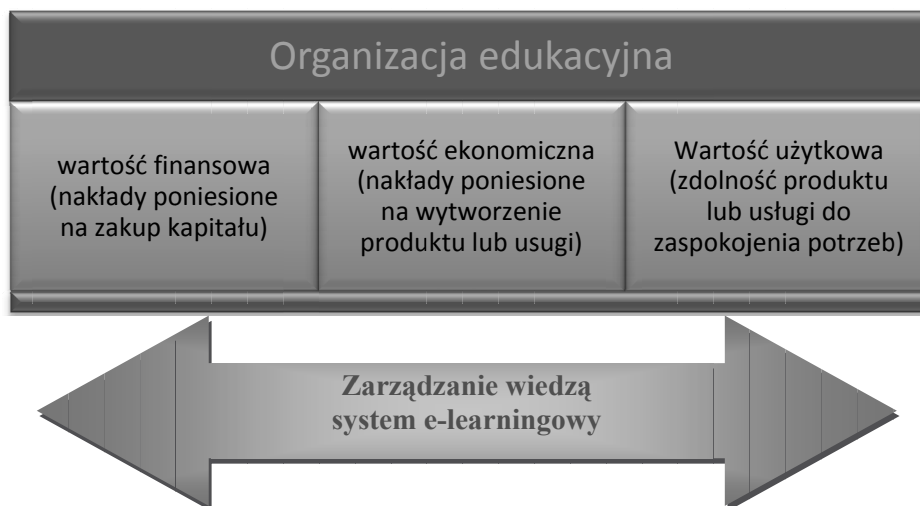 Organizacja edukacyjna
wartość finansowa
(nakłady poniesione
na zakup kapitału)
wartość ekonomiczna
(nakłady poniesione
na wytworzenie
produktu lub usugi)
Wartość użytkowa
(zdolność produktu
lub usługi do
zaspokojenia potrzeb)
Zarządzanie wiedzą
system e-learningowy